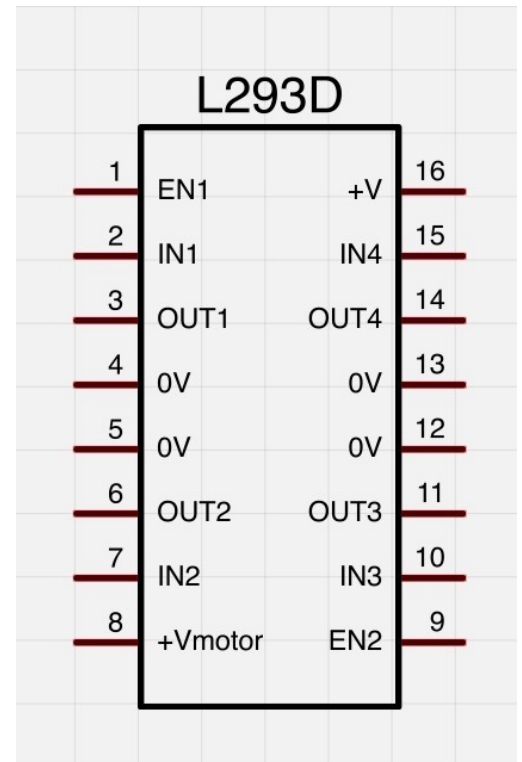 L293D
1 EN1 +V 16
2 IN1 IN4 15
3 OUT1 OUT4 14
4 0V 0V 13
5 0V 0V 12
6 OUT2 OUT3 11
7 IN2 IN3 10
8 +Vmotor EN2 9